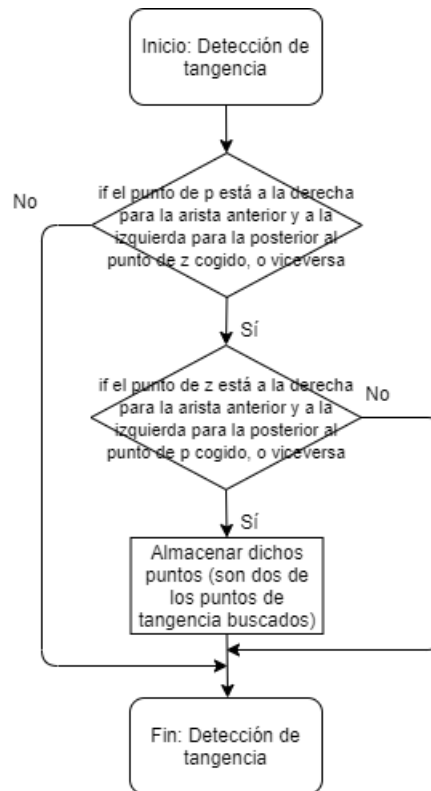 Inicio: Detección de
tangencia
No
if el punto de p está a la derecha
para la arista anterior y a la
izquierda para la posterior al
punto de z cogido, o viceversa
Sí
if el punto de z está a la derecha
para la arista anterior y a la
izquierda para la posterior al
punto de p cogido, o viceversa
No
Sí
Almacenar dichos
puntos (son dos de
los puntos de
tangencia buscados)
Fin: Detección de
tangencia